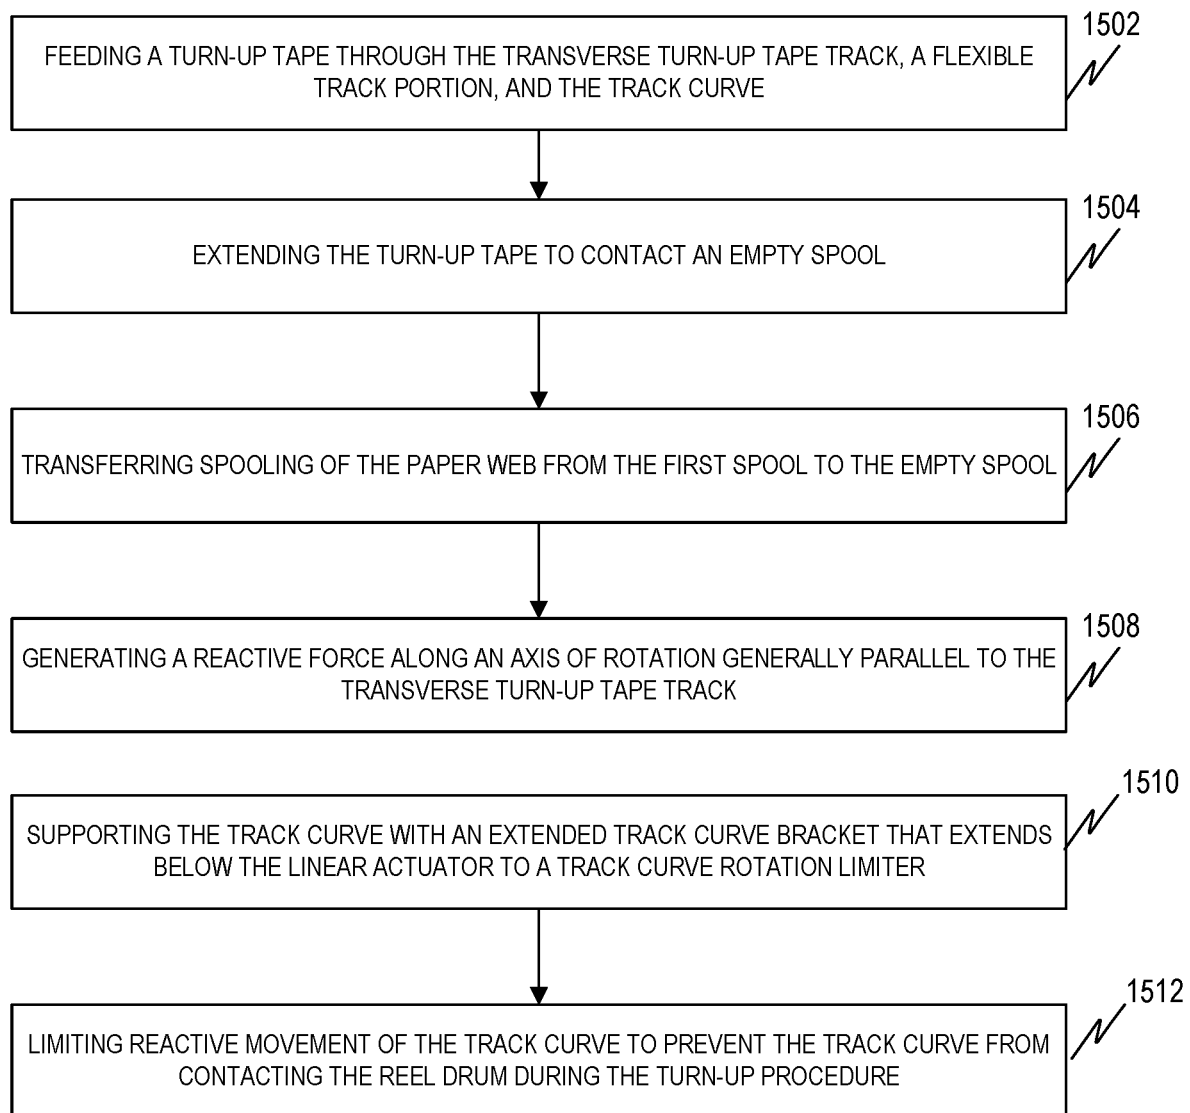 1502
FEEDING A TURN-UP TAPE THROUGH THE TRANSVERSE TURN-UP TAPE TRACK, A FLEXIBLE
TRACK PORTION, AND THE TRACK CURVE
1504
EXTENDING THE TURN-UP TAPE TO CONTACT AN EMPTY SPOOL
1506
TRANSFERRING SPOOLING OF THE PAPER WEB FROM THE FIRST SPOOL TO THE EMPTY SPOOL
1508
GENERATING A REACTIVE FORCE ALONG AN AXIS OF ROTATION GENERALLY PARALLEL TO THE
TRANSVERSE TURN-UP TAPE TRACK
1510
SUPPORTING THE TRACK CURVE WITH AN EXTENDED TRACK CURVE BRACKET THAT EXTENDS
BELOW THE LINEAR ACTUATOR TO A TRACK CURVE ROTATION LIMITER
1512
LIMITING REACTIVE MOVEMENT OF THE TRACK CURVE TO PREVENT THE TRACK CURVE FROM
CONTACTING THE REEL DRUM DURING THE TURN-UP PROCEDURE